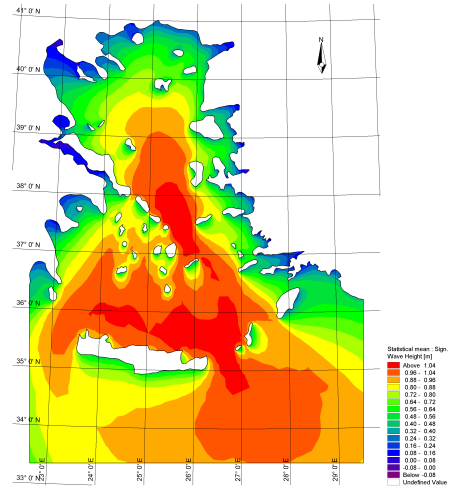 41° 0' N
N
40° 0' N
39° 0' N
38° 0' N
37° 0' N
36° 0' N
35° 0' N
34° 0' N
33° 0' N
23° 0' E
24° 0' E
25° 0' E
26° 0' E
27° 0' E
28° 0' E
29° 0' E
Statistical mean : Sign.
Wave Height [m]
Above 1.04
0.96 - 1.04
0.88 - 0.96
0.80 - 0.88
0.72 - 0.80
0.64 - 0.72
0.56 - 0.64
0.48 - 0.56
0.40 - 0.48
0.32 - 0.40
0.24 - 0.32
0.16 - 0.24
0.08 - 0.16
0.00 - 0.08
-0.08 - 0.00
Below -0.08
Undefined Value